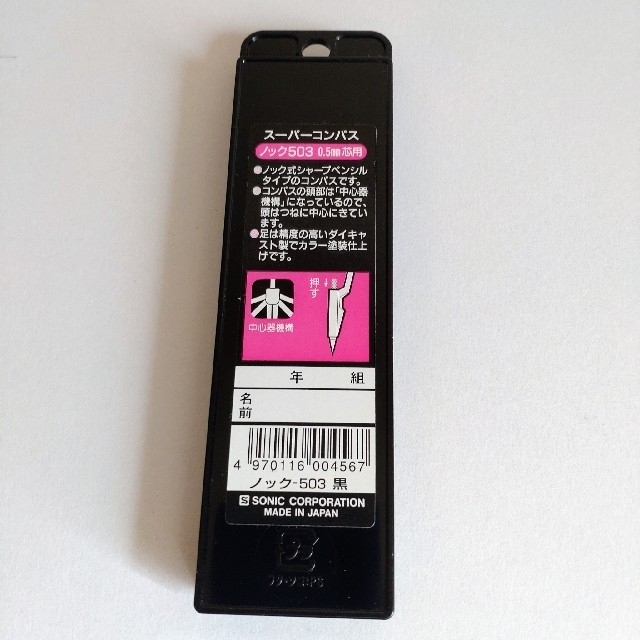 スーパーコンパス
ノック503 0.5mm芯用
●ノック式シャープペンシル
タイプのコンパスです。
●コンパスの頭部は「中心器
機構」になっているので、
頭はつねに中心にきてい
ます。
●足は精度の高いダイキャ
スト製でカラー塗装仕上
げです。
押す
中心器機構
年 組
名前
4 970116 004567
ノック-503 黒
S SONIC CORPORATION
MADE IN JAPAN
フタ・ツ PPS